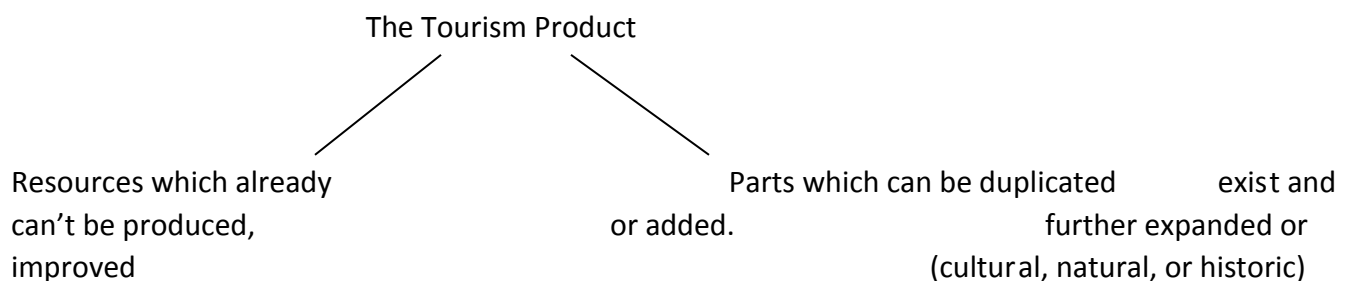 The Tourism Product
Resources which already Parts which can be duplicated exist and
can’t be produced, or added. further expanded or
improved (cultural, natural, or historic)